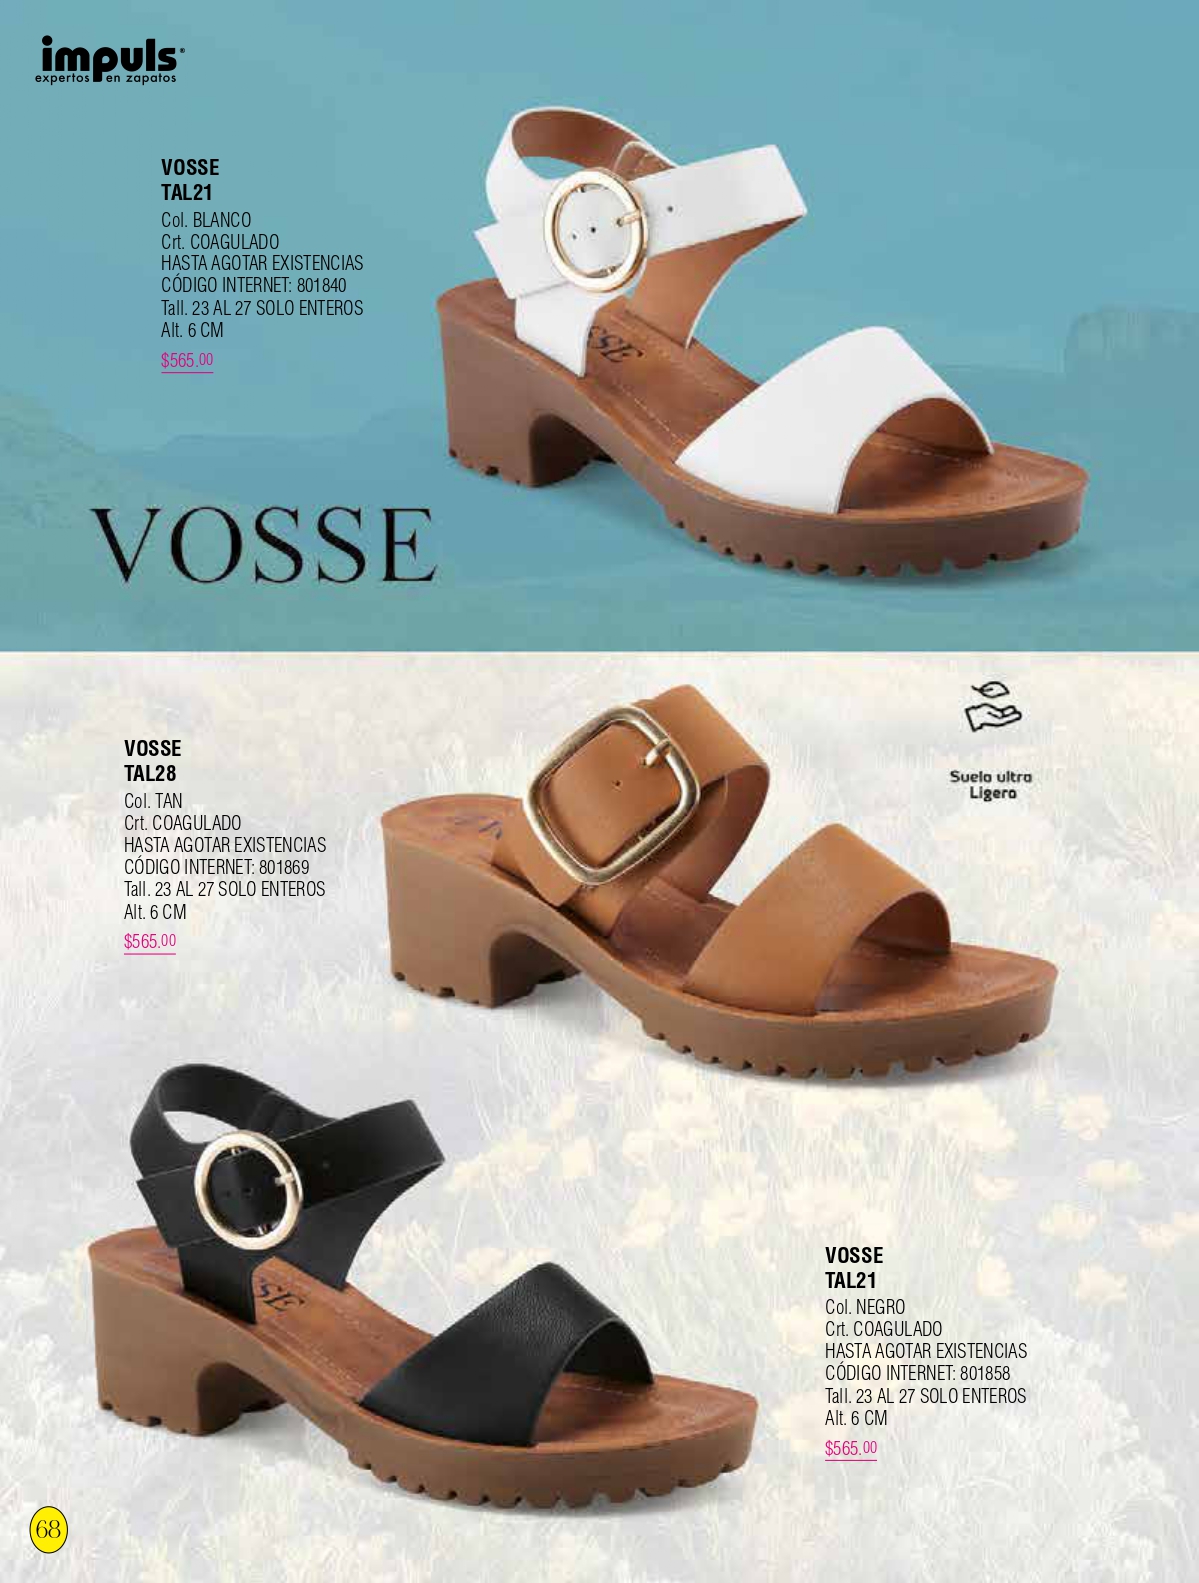 impuls®
expertos en zapatos
VOSSE
TAL21
Col. BLANCO
Crt. COAGULADO
HASTA AGOTAR EXISTENCIAS
CÓDIGO INTERNET: 801840
Tall. 23 AL 27 SOLO ENTEROS
Alt. 6 CM
$565.00
VOSSE
Suela ultra
Ligera
VOSSE
TAL28
Col. TAN
Crt. COAGULADO
HASTA AGOTAR EXISTENCIAS
CÓDIGO INTERNET: 801869
Tall. 23 AL 27 SOLO ENTEROS
Alt. 6 CM
$565.00
VOSSE
TAL21
Col. NEGRO
Crt. COAGULADO
HASTA AGOTAR EXISTENCIAS
CÓDIGO INTERNET: 801858
Tall. 23 AL 27 SOLO ENTEROS
Alt. 6 CM
$565.00
68